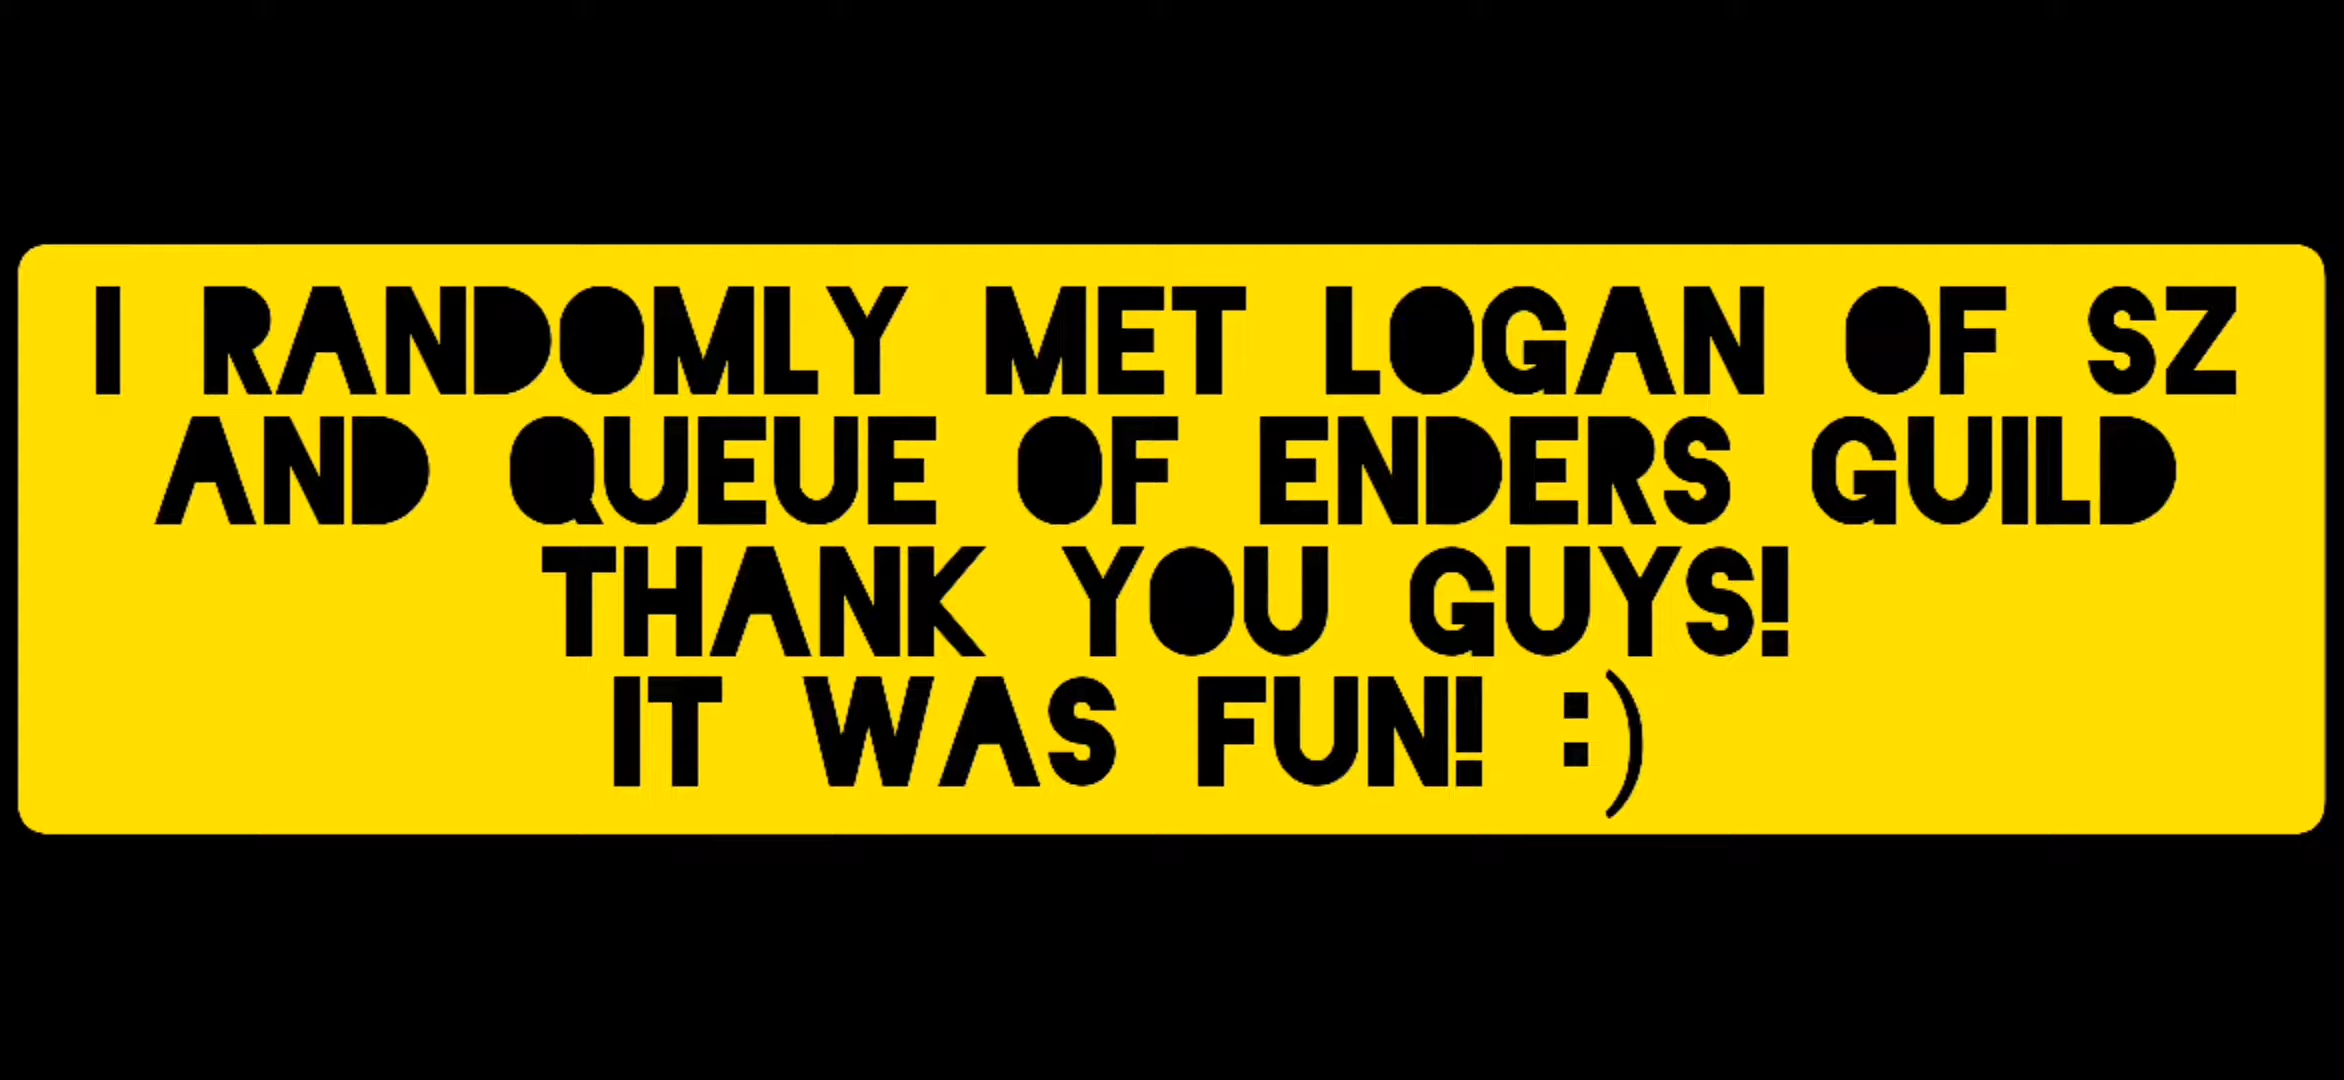 I RANDOMLY MET LOGAN OF SZ
AND QUEUE OF ENDERS GUILD
THANK YOU GUYS!
IT WAS FUN! :)